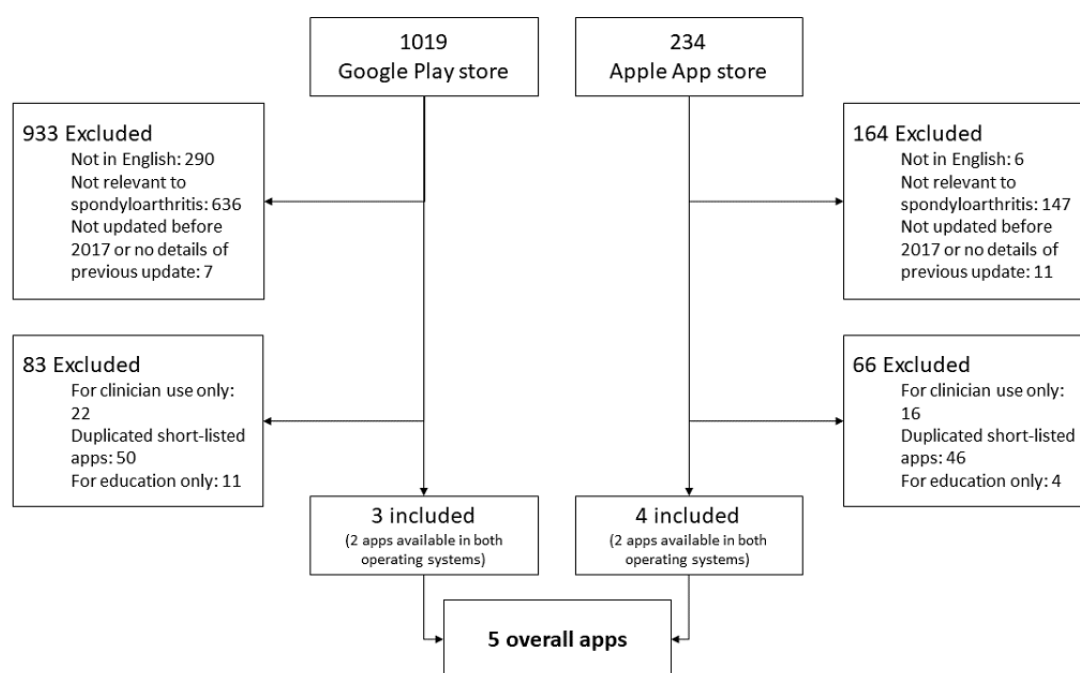 1019
Google Play store
234
Apple App store
933 Excluded
Not in English: 290
Not relevant to
spondyloarthritis: 636
Not updated before
2017 or no details of
previous update: 7
164 Excluded
Not in English: 6
Not relevant to
spondyloarthritis: 147
Not updated before
2017 or no details of
previous update: 11
83 Excluded
For clinician use only:
22
Duplicated short-listed
apps: 50
For education only: 11
66 Excluded
For clinician use only:
16
Duplicated short-listed
apps: 46
For education only: 4
3 included
(2 apps available in both
operating systems)
4 included
(2 apps available in both
operating systems)
5 overall apps